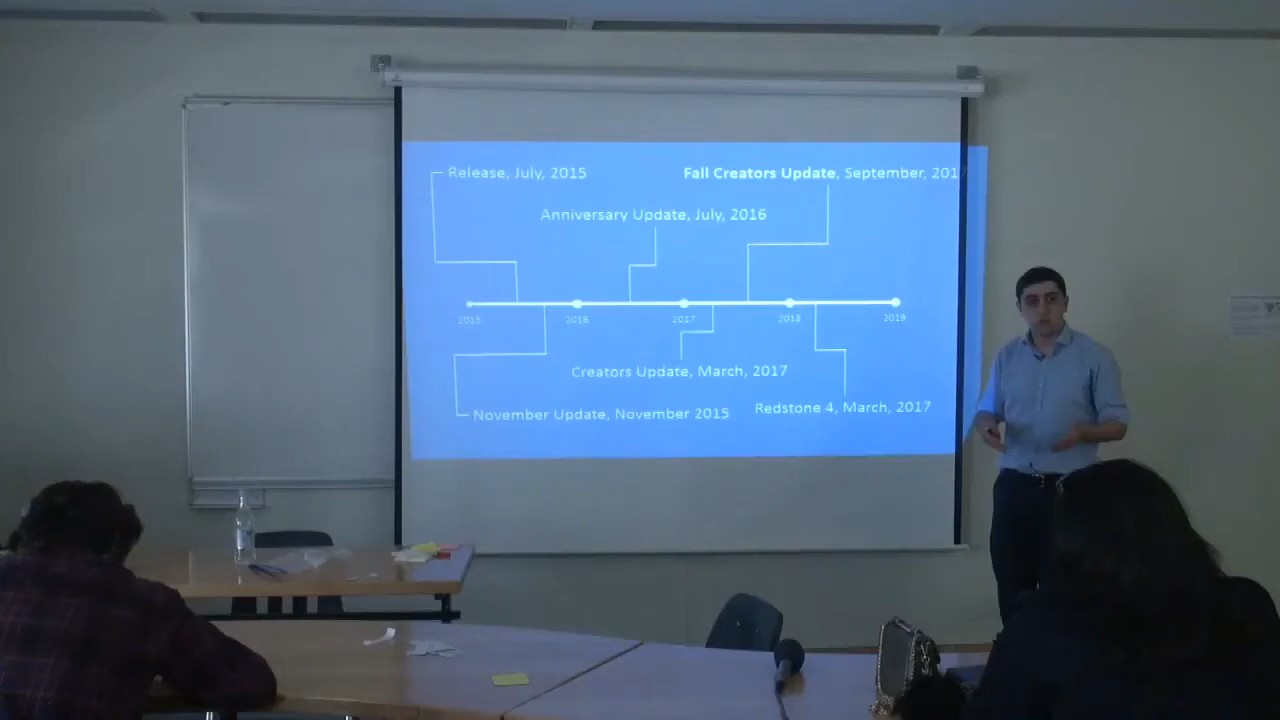 Release, July, 2015
Fall Creators Update, September, 2017
Anniversary Update, July, 2016
2015
2016
2017
2018
2019
Creators Update, March, 2017
November Update, November 2015
Redstone 4, March, 2017